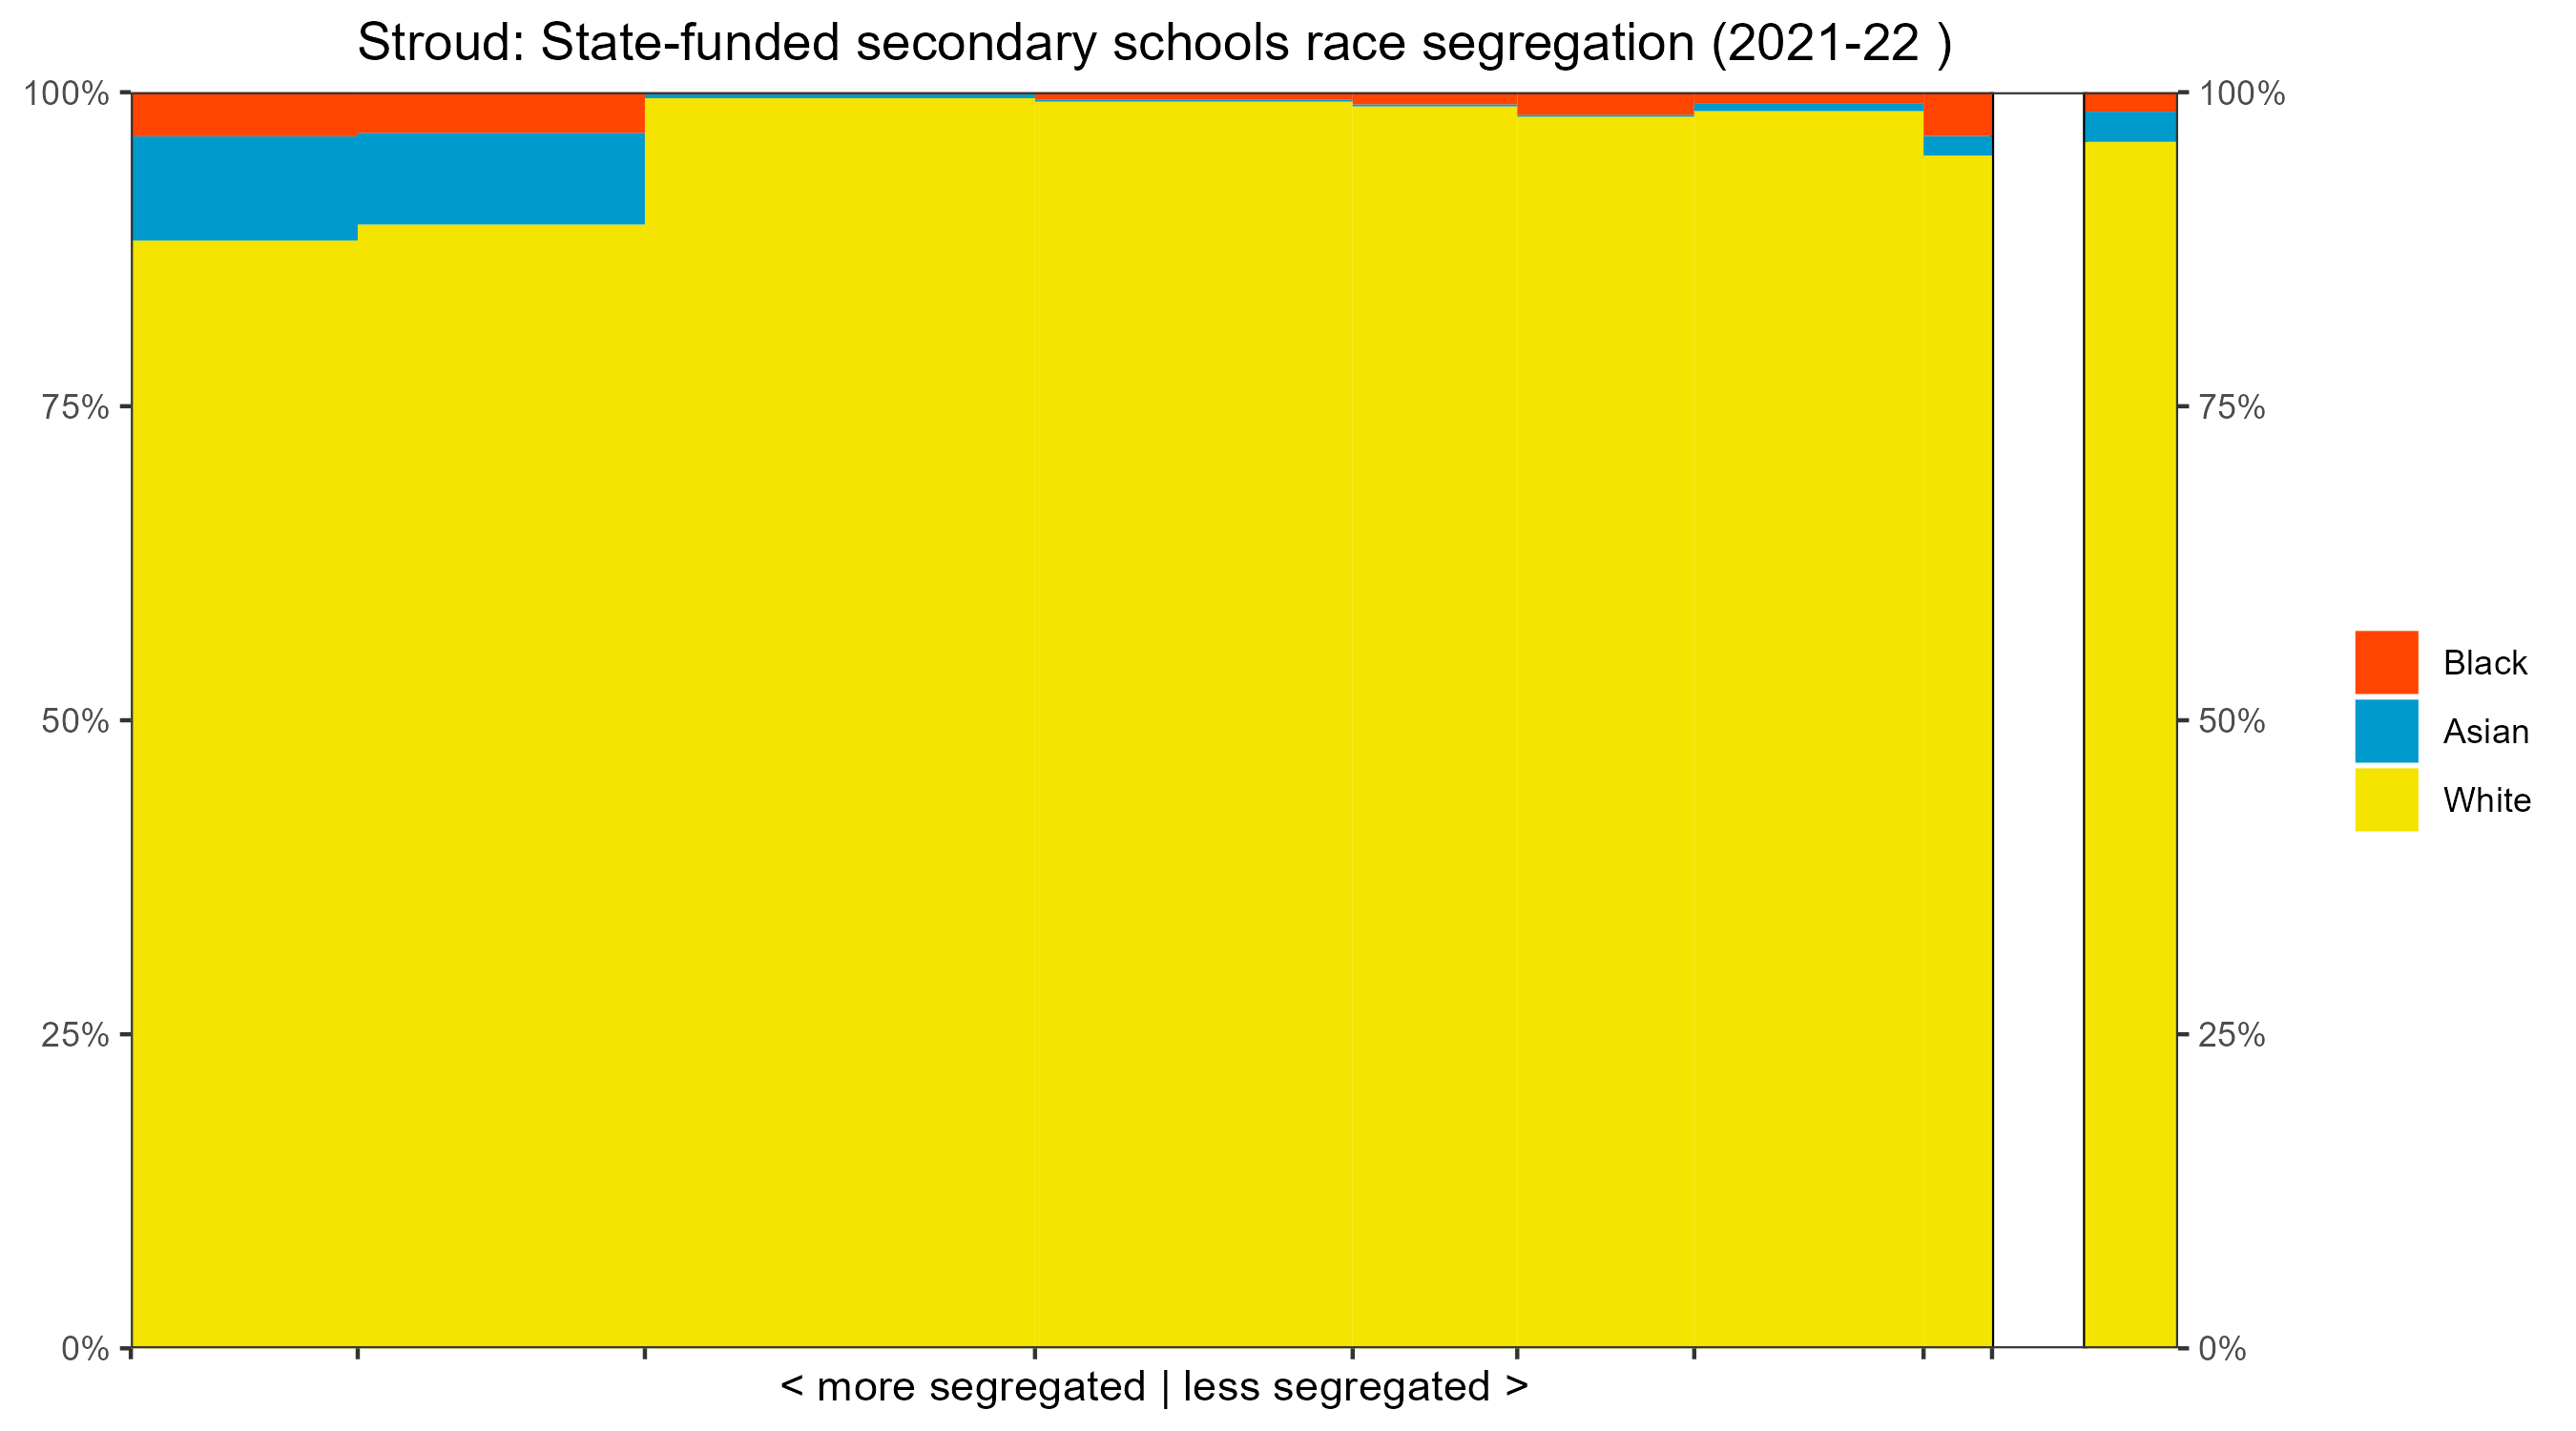 Stroud: State-funded secondary schools race segregation (2021-22 )
100%
75%
50%
25%
0%
100%
75%
50%
25%
0%
Black
Asian
White
< more segregated | less segregated >